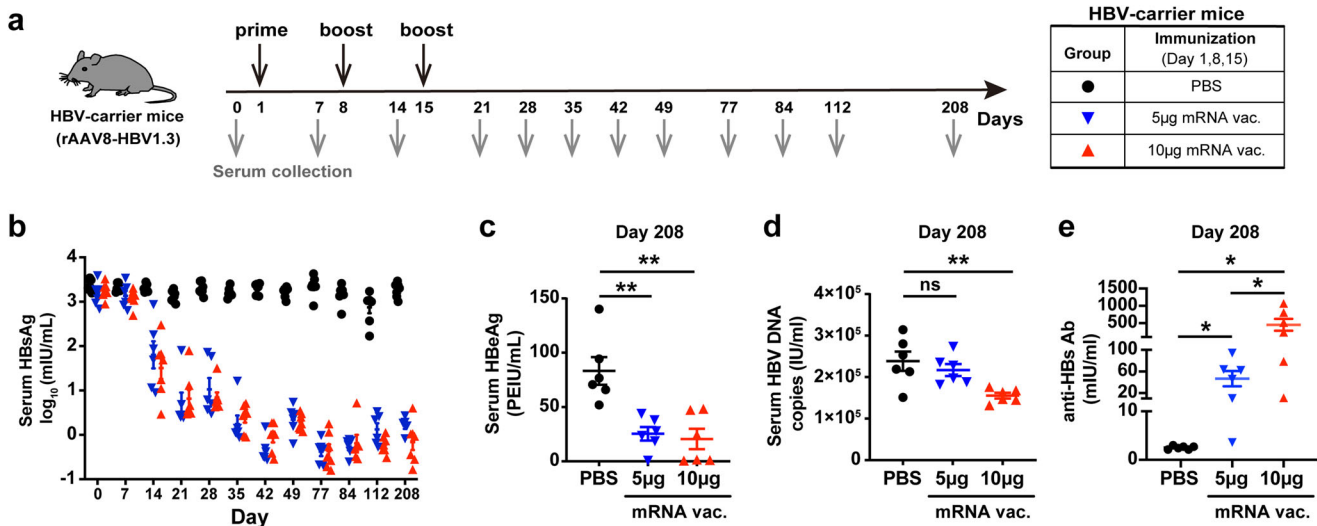 a
prime boost boost
0 1 7 8 14 15 21 28 35 42 49 77 84 112 208
Days
HBV-carrier mice
(rAAV8-HBV1.3)
Serum collection
HBV-carrier mice
Group Immunization
(Day 1,8,15)
PBS
5μg mRNA vac.
10μg mRNA vac.
b
Serum HBsAg
log10 (mIU/mL)
4
3
2
1
0
-1
0 7 14 21 28 35 42 49 77 84 112 208
Day
c
Day 208
**
**
Serum HBeAg
(PEIU/mL)
150
100
50
0
PBS 5μg 10μg
mRNA vac.
d
Day 208
**
ns
Serum HBV DNA
copies (IU/ml)
4×10⁵
3×10⁵
2×10⁵
1×10⁵
0
PBS 5μg 10μg
mRNA vac.
e
Day 208
*
*
*
anti-HBs Ab
(mIU/ml)
1500
1000
500
100
60
20
10
0
PBS 5μg 10μg
mRNA vac.